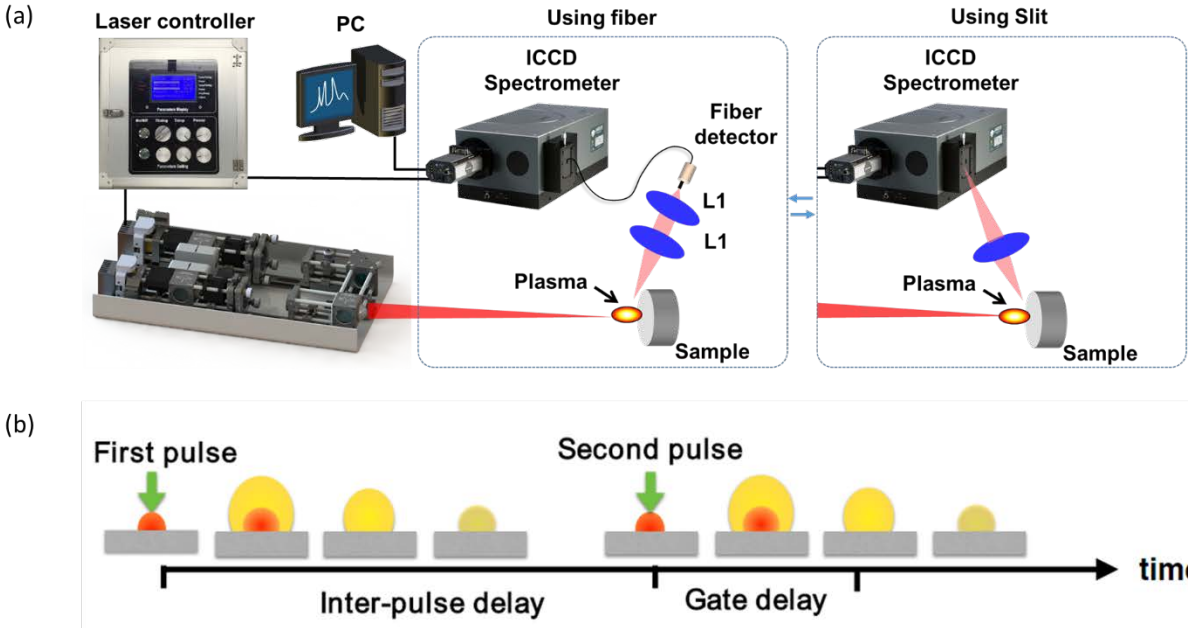 (a)
Laser controller
PC
Using fiber
Using Slit
ICCD
Spectrometer
ICCD
Spectrometer
Fiber
detector
L1
L1
Plasma
Plasma
Sample
Sample
(b)
First pulse
Second pulse
time
Inter-pulse delay
Gate delay